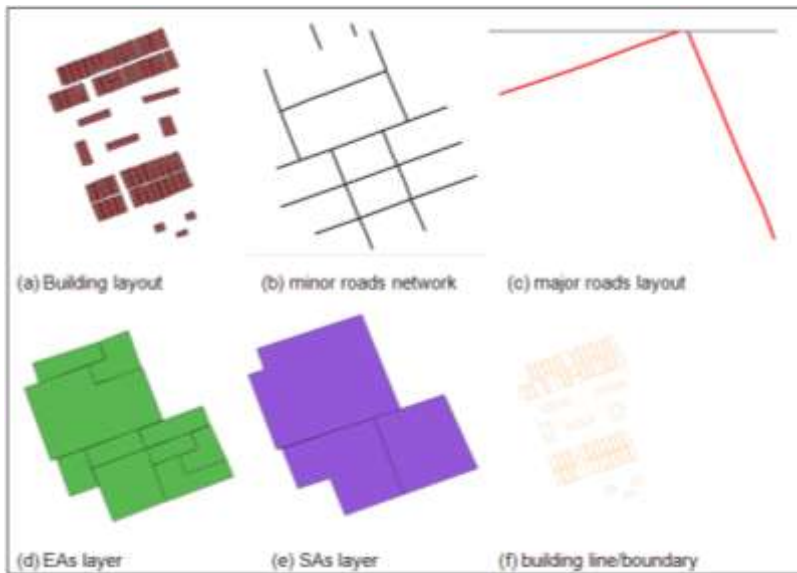 (a) Building layout
(b) minor roads network
(c) major roads layout
(d) EAs layer
(e) SAs layer
(f) building line/boundary